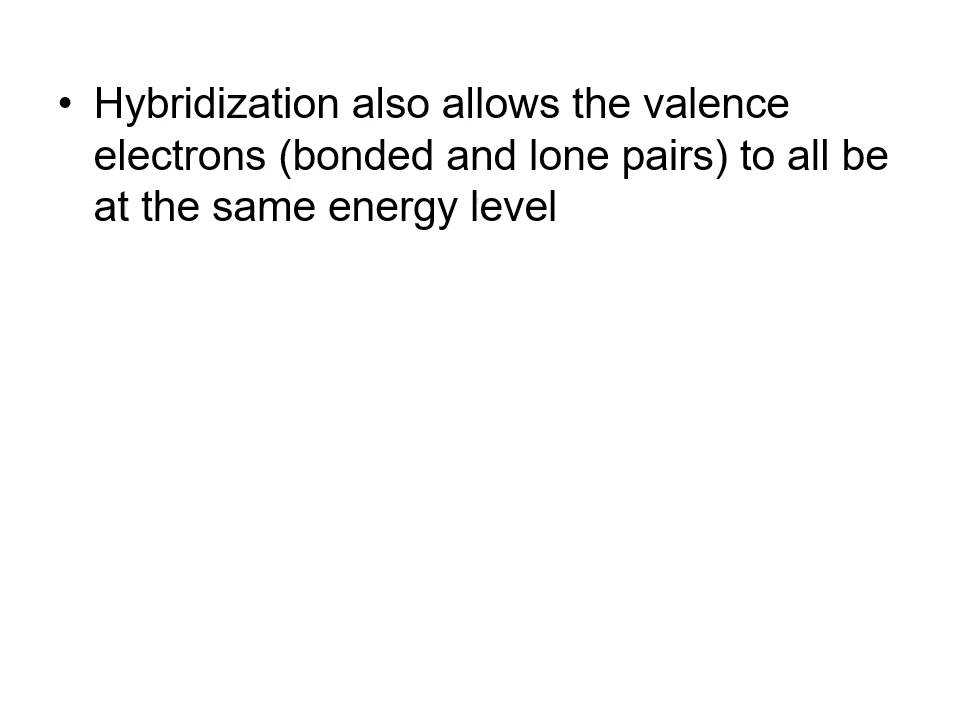 • Hybridization also allows the valence
electrons (bonded and lone pairs) to all be
at the same energy level